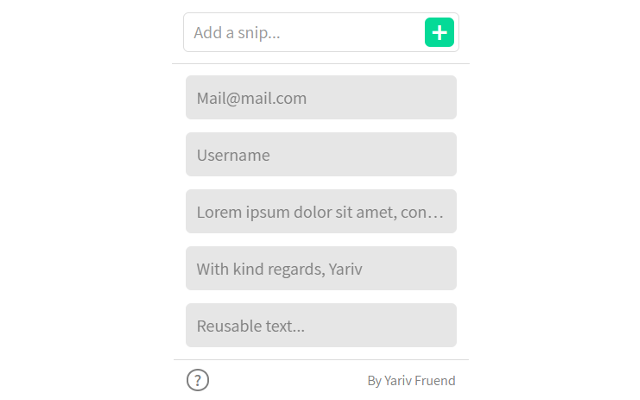 Add a snip...
Mail@mail.com
Username
Lorem ipsum dolor sit amet, con...
With kind regards, Yariv
Reusable text...
?
By Yariv Fruend